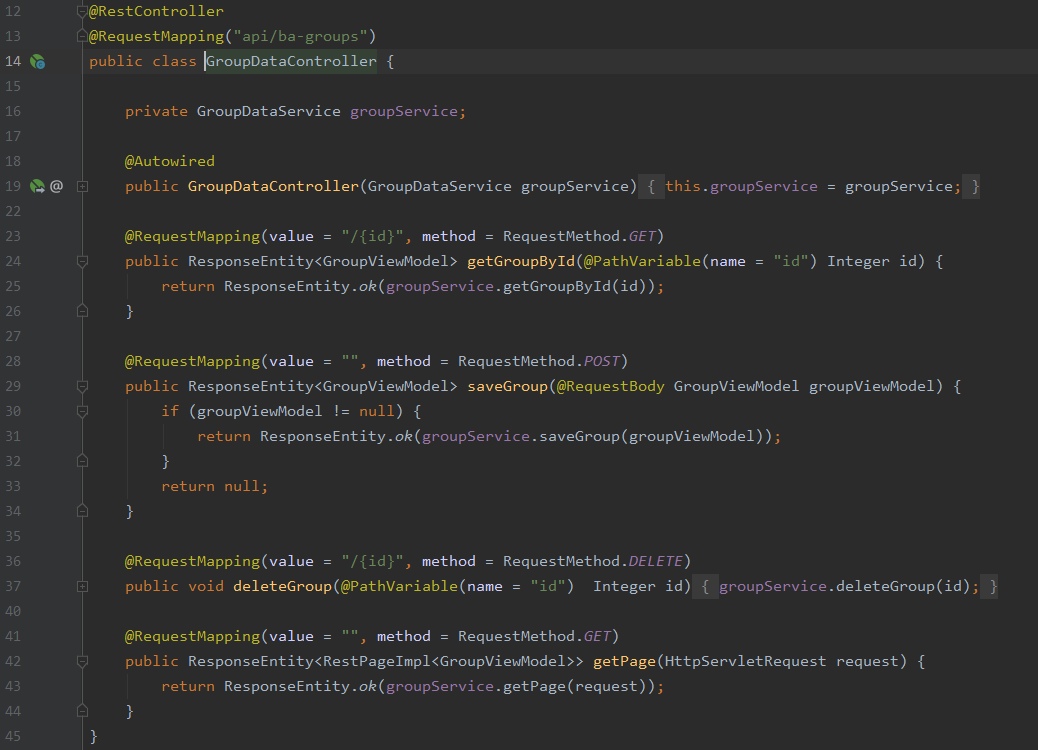 12 @RestController
13 @RequestMapping("api/ba-groups")
14 public class GroupDataController {
15
16     private GroupDataService groupService;
17
18     @Autowired
19 @   public GroupDataController(GroupDataService groupService) { this.groupService = groupService; }
22
23     @RequestMapping(value = "/{id}", method = RequestMethod.GET)
24     public ResponseEntity<GroupViewModel> getGroupById(@PathVariable(name = "id") Integer id) {
25         return ResponseEntity.ok(groupService.getGroupById(id));
26     }
27
28     @RequestMapping(value = "", method = RequestMethod.POST)
29     public ResponseEntity<GroupViewModel> saveGroup(@RequestBody GroupViewModel groupViewModel) {
30         if (groupViewModel != null) {
31             return ResponseEntity.ok(groupService.saveGroup(groupViewModel));
32         }
33         return null;
34     }
35
36     @RequestMapping(value = "/{id}", method = RequestMethod.DELETE)
37     public void deleteGroup(@PathVariable(name = "id")  Integer id) { groupService.deleteGroup(id); }
40
41     @RequestMapping(value = "", method = RequestMethod.GET)
42     public ResponseEntity<RestPageImpl<GroupViewModel>> getPage(HttpServletRequest request) {
43         return ResponseEntity.ok(groupService.getPage(request));
44     }
45 }